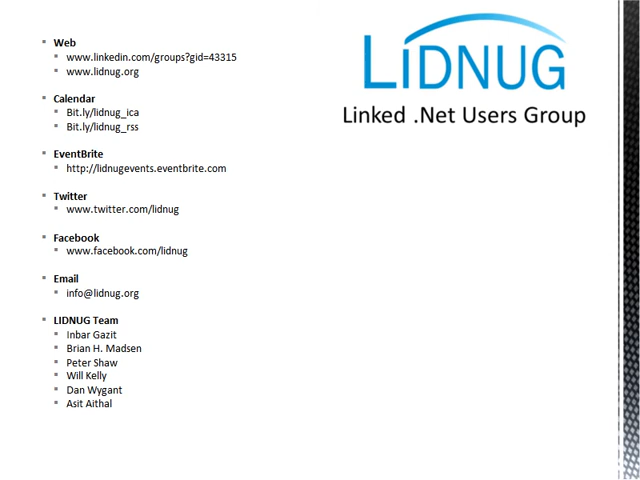 Web
www.linkedin.com/groups?gid=43315
www.lidnug.org
Calendar
Bit.ly/lidnug_ica
Bit.ly/lidnug_rss
EventBrite
http://lidnugevents.eventbrite.com
Twitter
www.twitter.com/lidnug
Facebook
www.facebook.com/lidnug
Email
info@lidnug.org
LIDNUG Team
Inbar Gazit
Brian H. Madsen
Peter Shaw
Will Kelly
Dan Wygant
Asit Aithal
LIDNUG
Linked .Net Users Group